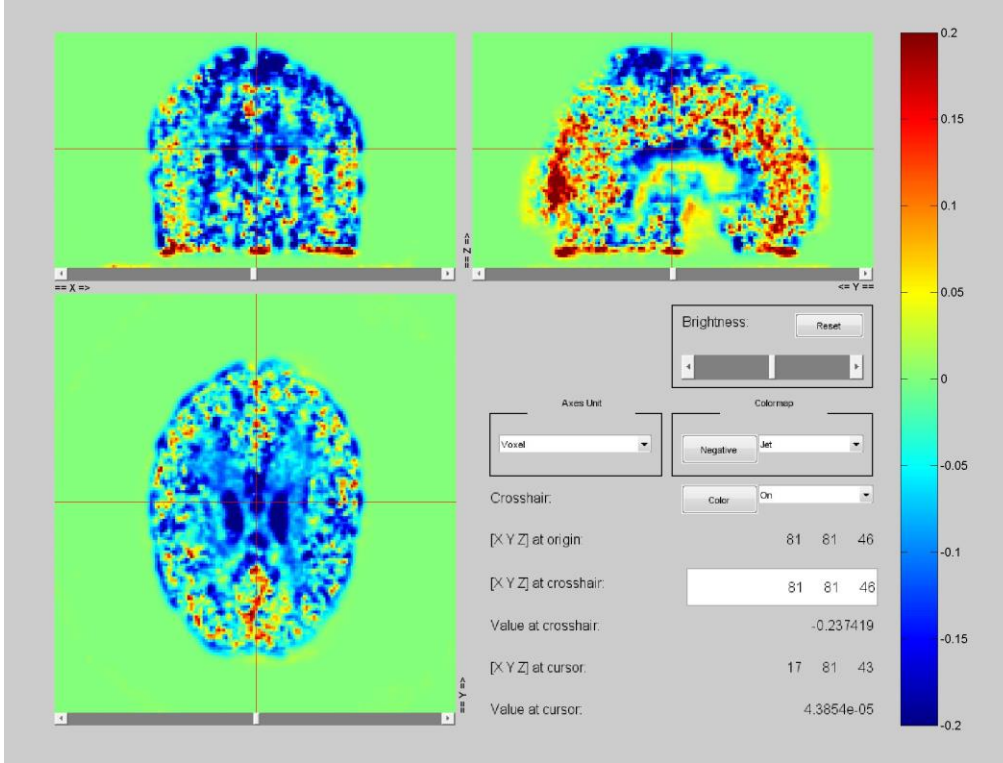 0.2
0.15
0.1
0.05
0
-0.05
-0.1
-0.15
-0.2
== Z =>
== X =>
<= Y ==
== Y =>
Brightness:
Reset
Axes Unit
Voxel
Colormap
Negative
Jet
Crosshair:
Color
On
[X Y Z] at origin:
81 81 46
[X Y Z] at crosshair:
81 81 46
Value at crosshair:
-0.237419
[X Y Z] at cursor:
17 81 43
Value at cursor:
4.3854e-05